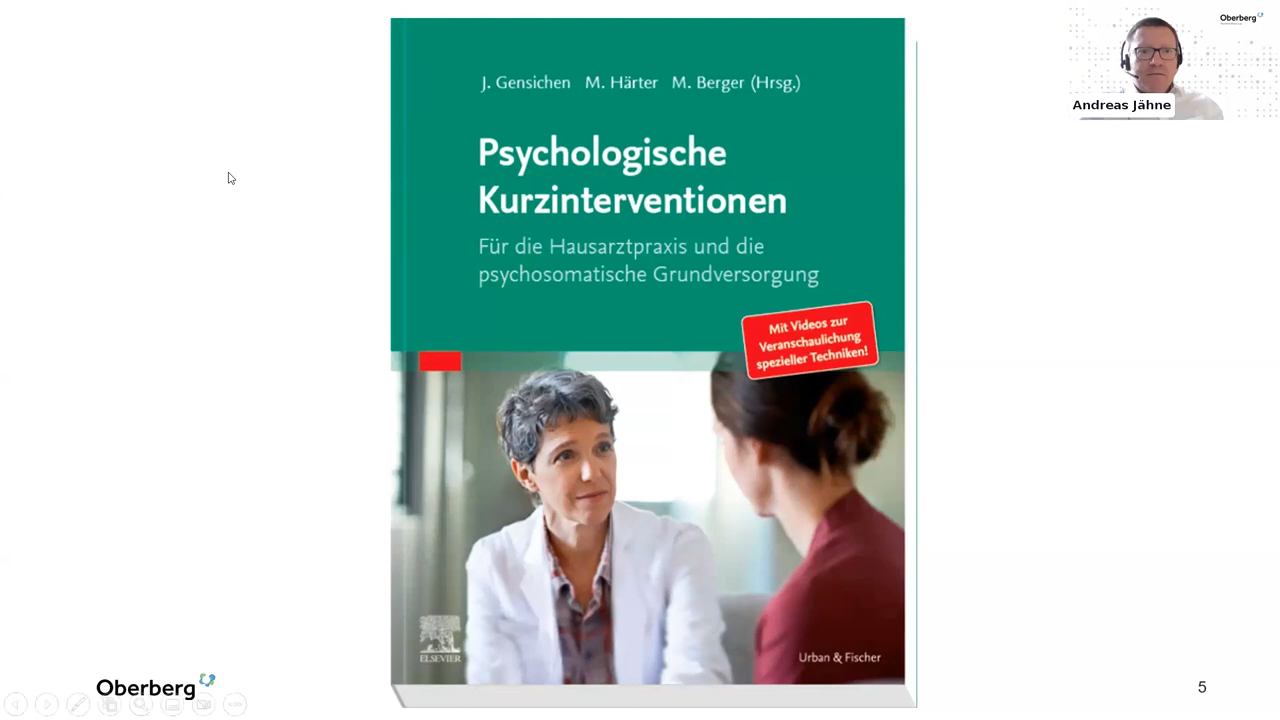 J. Gensichen M. Härter M. Berger (Hrsg.)
Psychologische
Kurzinterventionen
Für die Hausarztpraxis und die
psychosomatische Grundversorgung
Mit Videos zur
Veranschaulichung
spezieller Techniken!
ELSEVIER
Urban & Fischer
Oberberg
Andreas Jähne
Oberberg
5